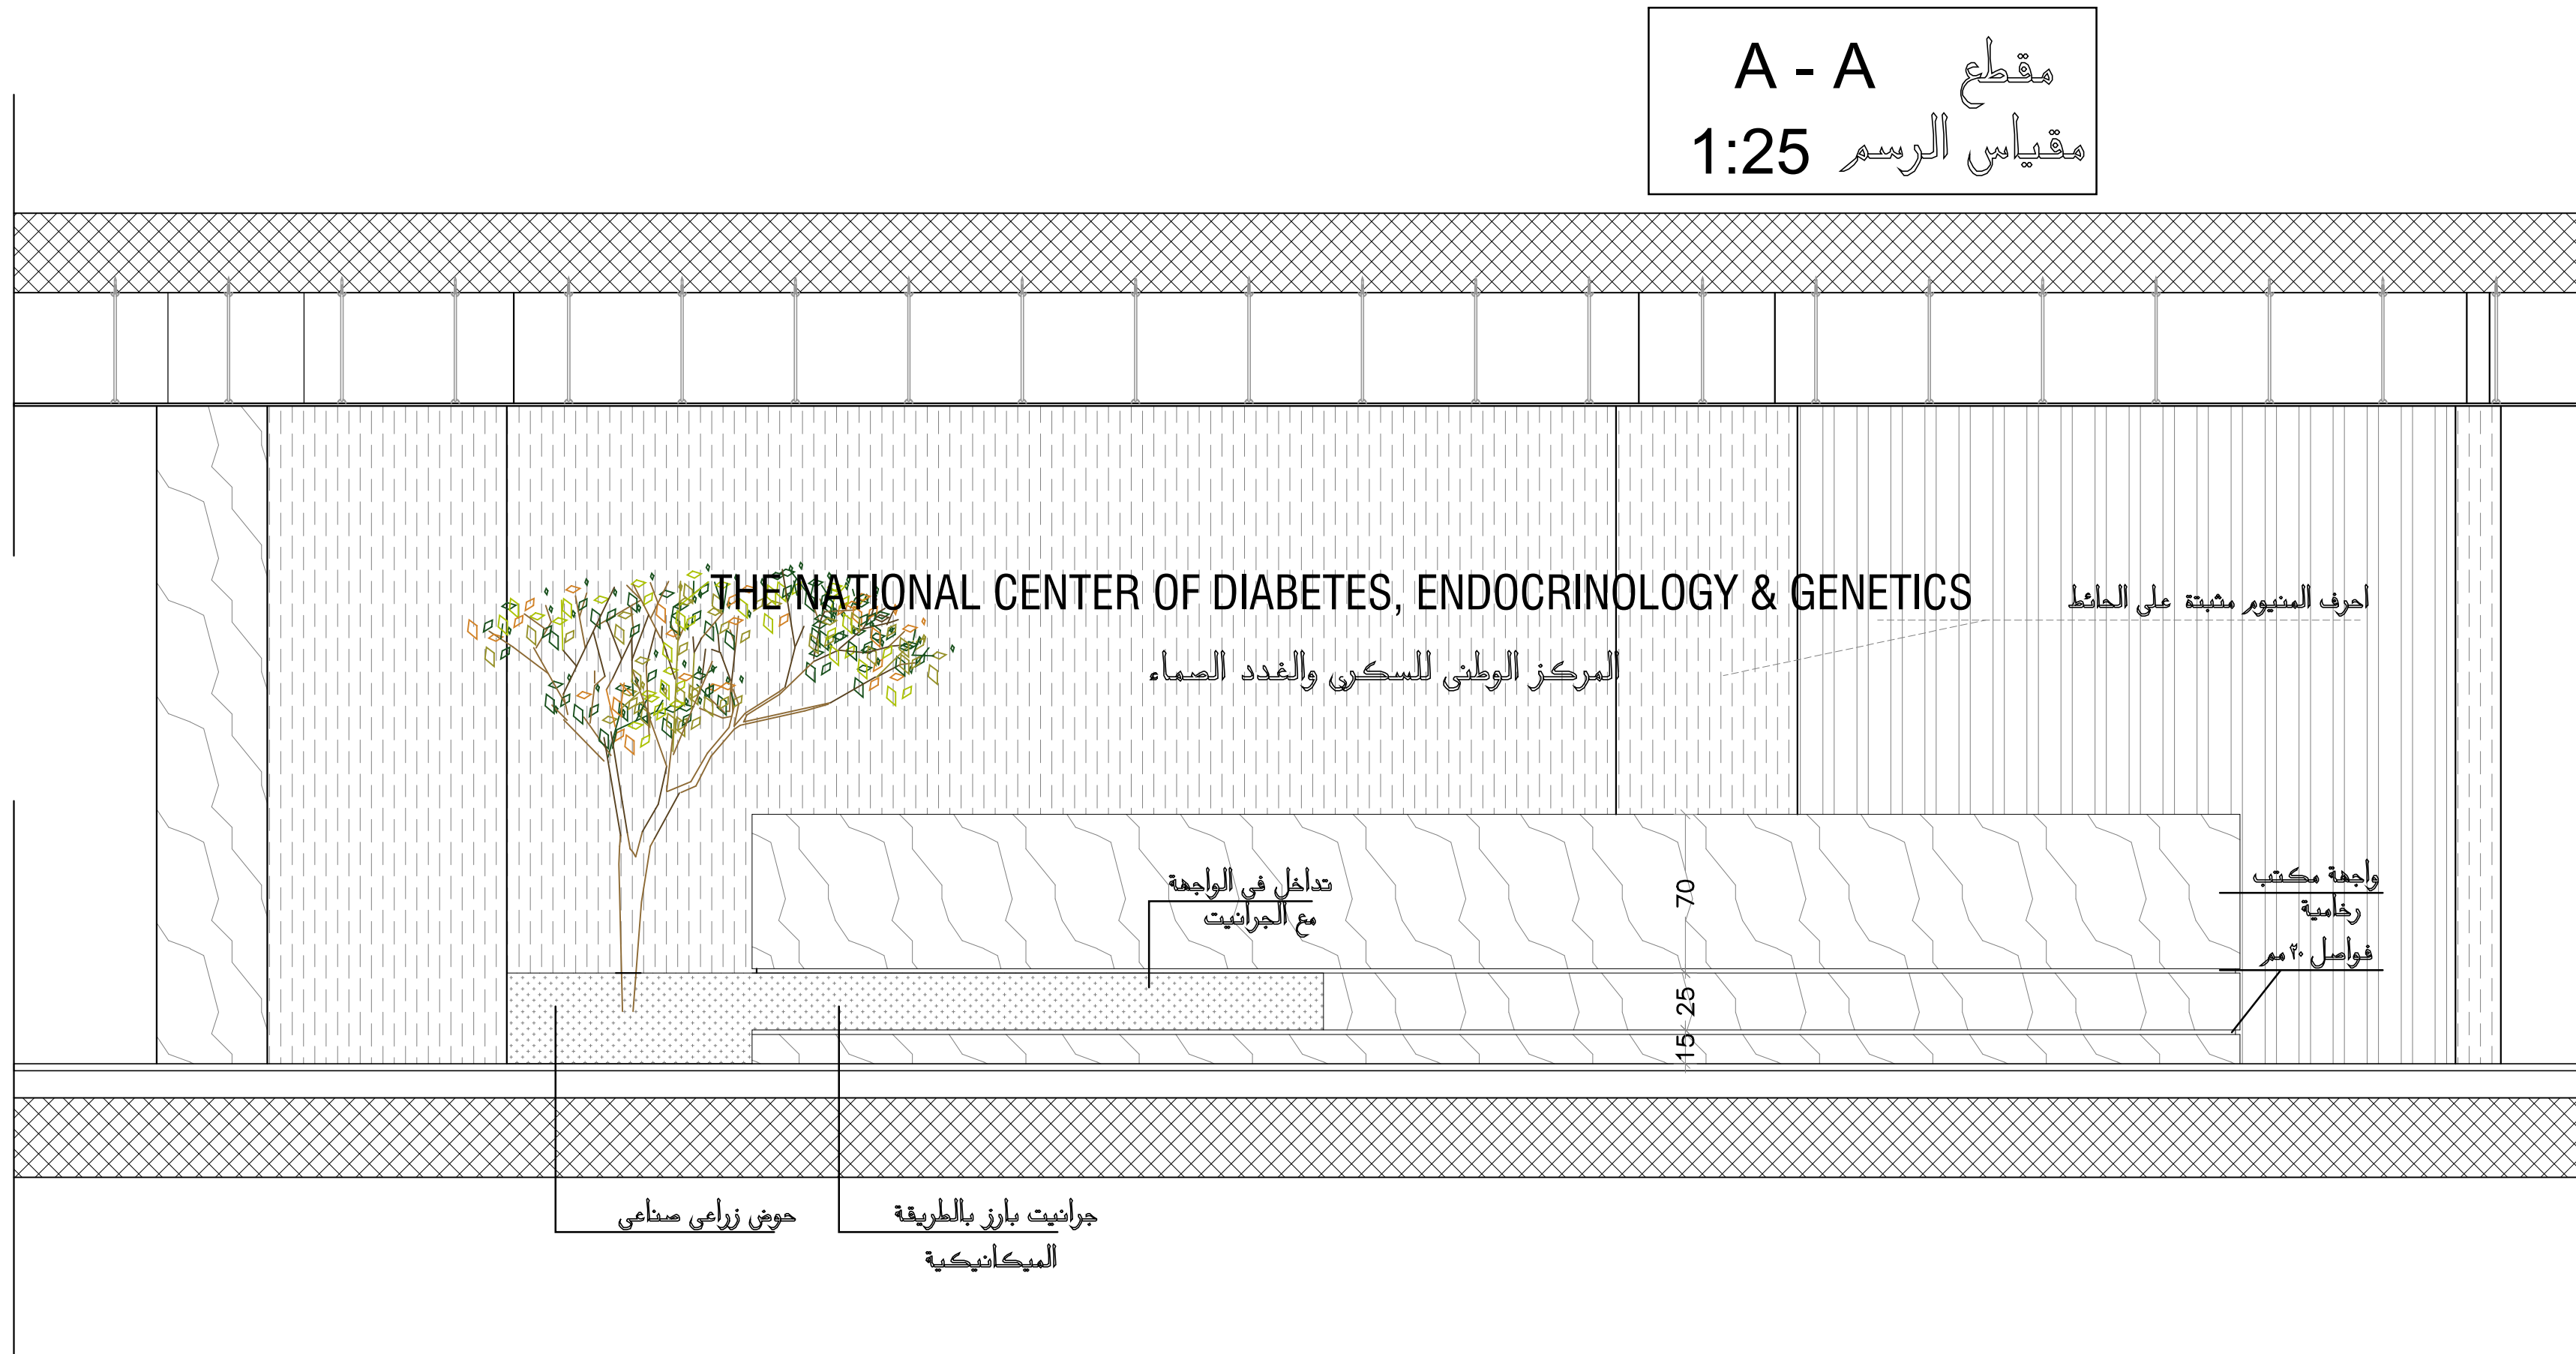 مقطع A - A
مقياس الرسم 1:25
THE NATIONAL CENTER OF DIABETES, ENDOCRINOLOGY & GENETICS
احرف المنيوم مثبتة على الحائط
المركز الوطنى للسكري والغدد الصماء
تداخل في الواجهة
مع الجرانيت
70
25
15
واجهة مكتب
رخامية
فواصل ٢٠ مم
حوض زراعى صناعى
جرانيت بارز بالطريقة
الميكانيكية